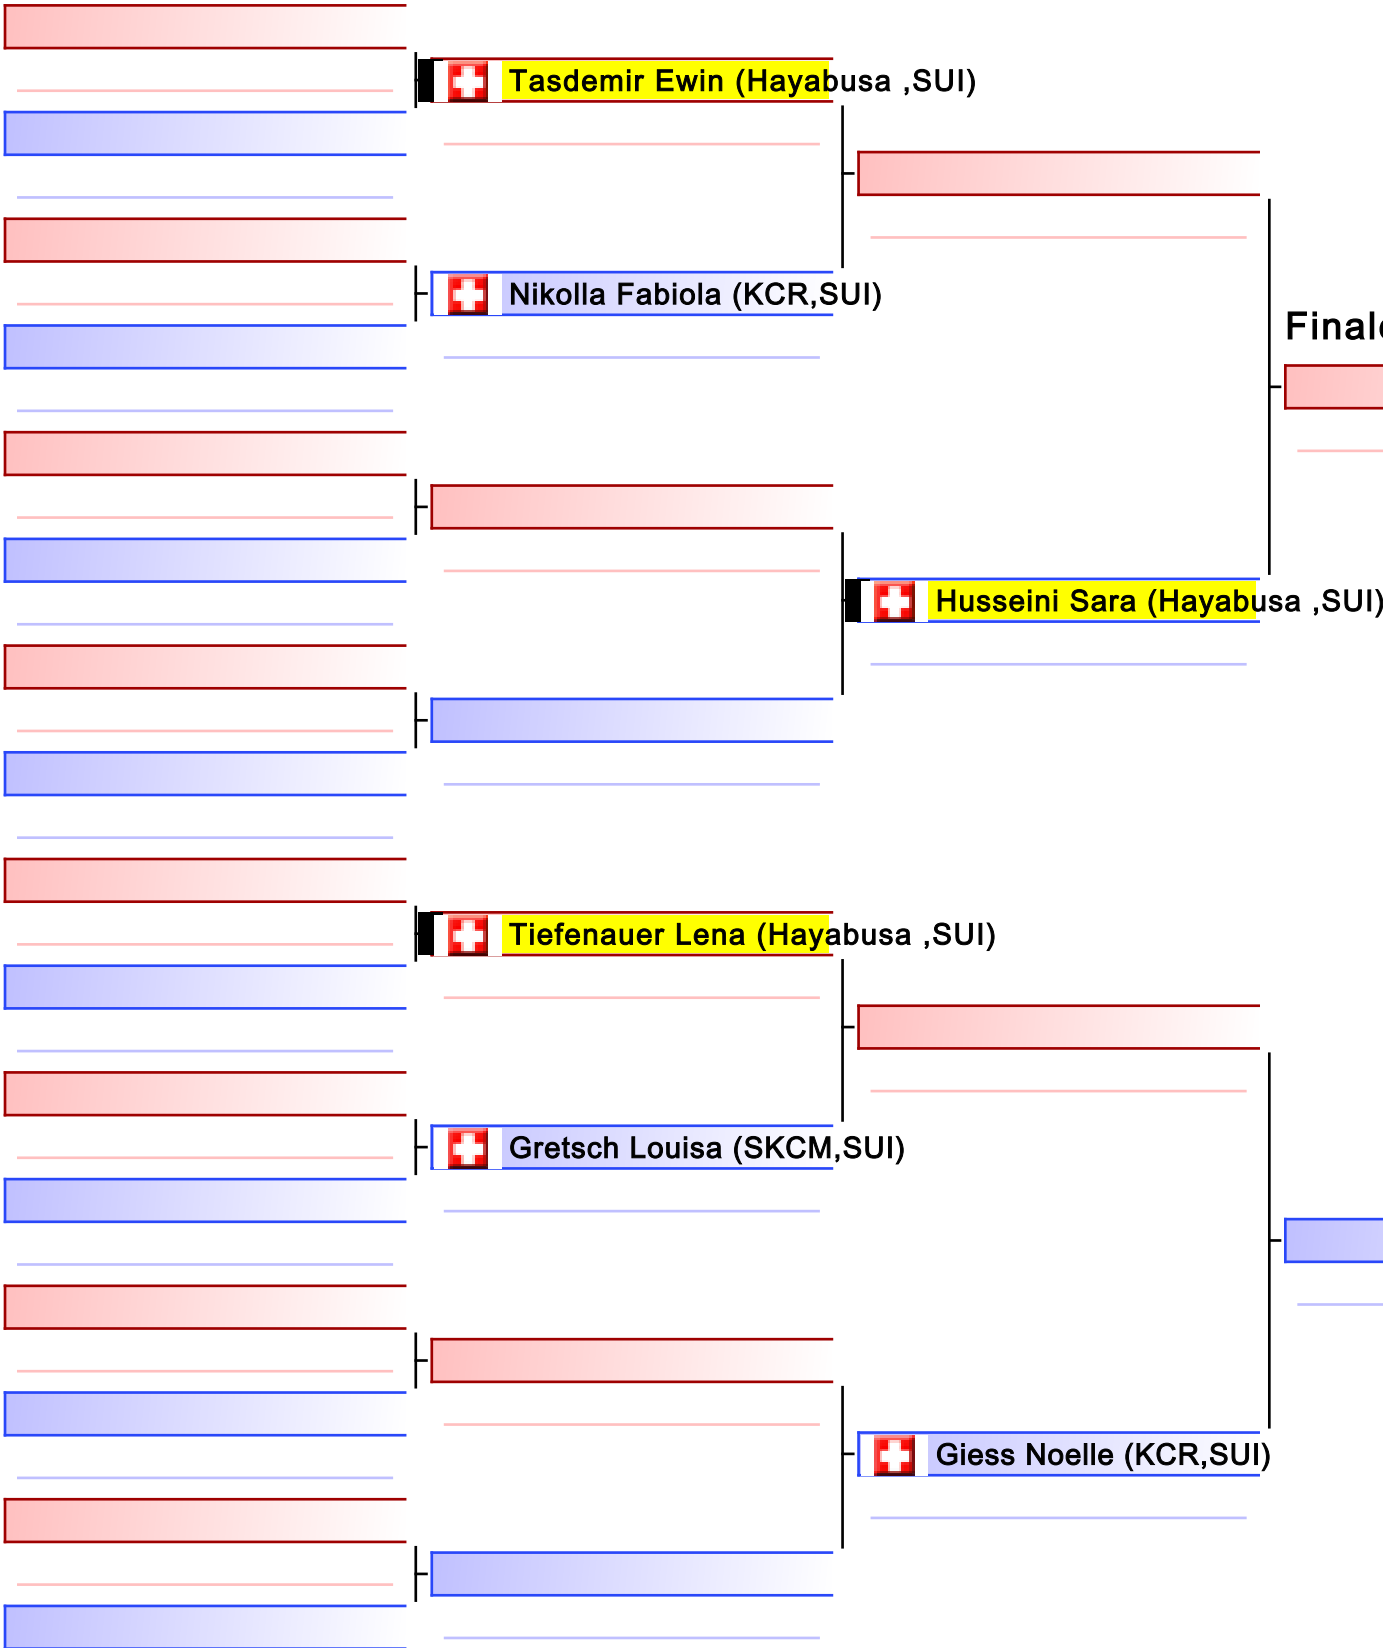 Tasdemir Ewin (Hayabusa ,SUI)
Nikolla Fabiola (KCR,SUI)
Finale
Husseini Sara (Hayabusa ,SUI)
Tiefenauer Lena (Hayabusa ,SUI)
Gretsch Louisa (SKCM,SUI)
Giess Noelle (KCR,SUI)